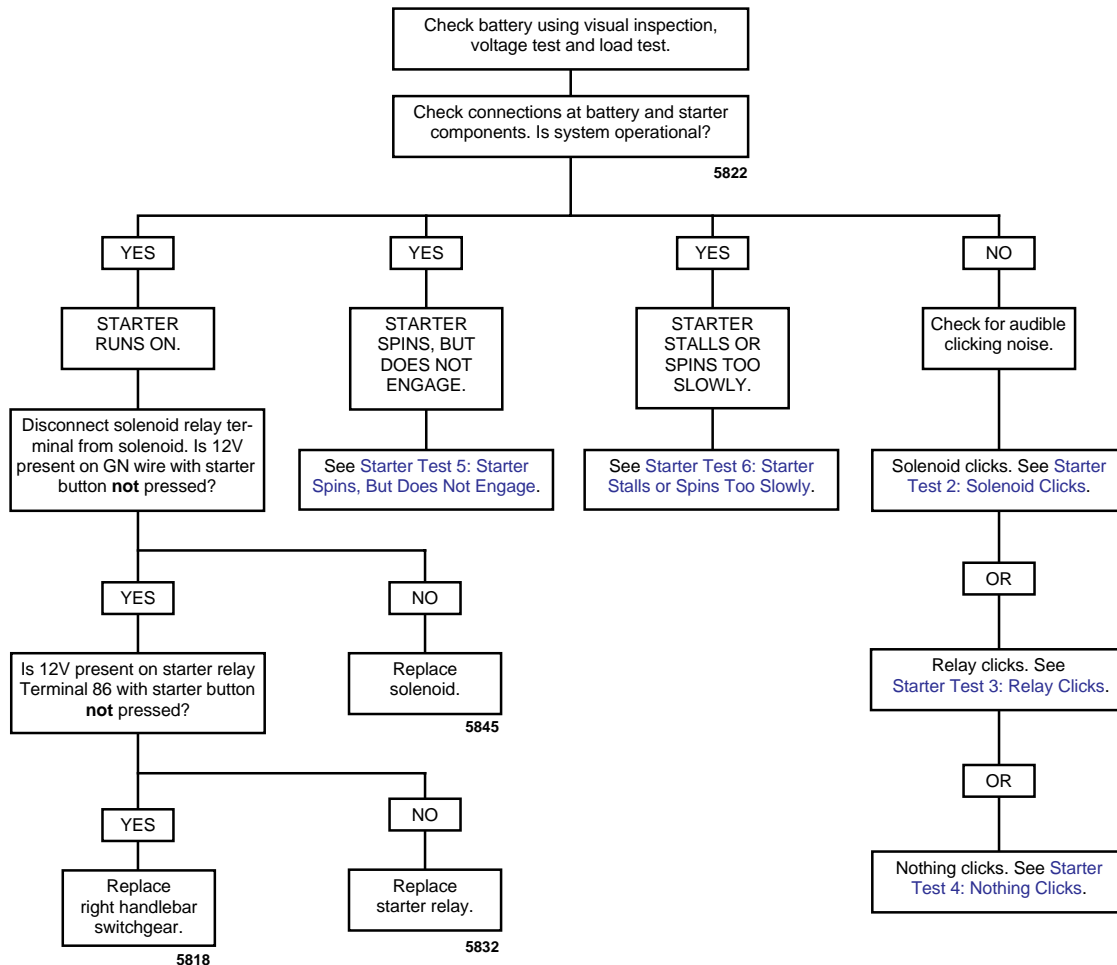 Check battery using visual inspection,
voltage test and load test.
Check connections at battery and starter
components. Is system operational?
5822
YES
YES
YES
NO
STARTER
RUNS ON.
STARTER
SPINS, BUT
DOES NOT
ENGAGE.
STARTER
STALLS OR
SPINS TOO
SLOWLY.
Check for audible
clicking noise.
Disconnect solenoid relay ter-
minal from solenoid. Is 12V
present on GN wire with starter
button not pressed?
See Starter Test 5: Starter
Spins, But Does Not Engage.
See Starter Test 6: Starter
Stalls or Spins Too Slowly.
Solenoid clicks. See Starter
Test 2: Solenoid Clicks.
YES
NO
OR
Is 12V present on starter relay
Terminal 86 with starter button
not pressed?
Replace
solenoid.
5845
Relay clicks. See
Starter Test 3: Relay Clicks.
YES
NO
OR
Replace
right handlebar
switchgear.
5818
Replace
starter relay.
5832
Nothing clicks. See Starter
Test 4: Nothing Clicks.